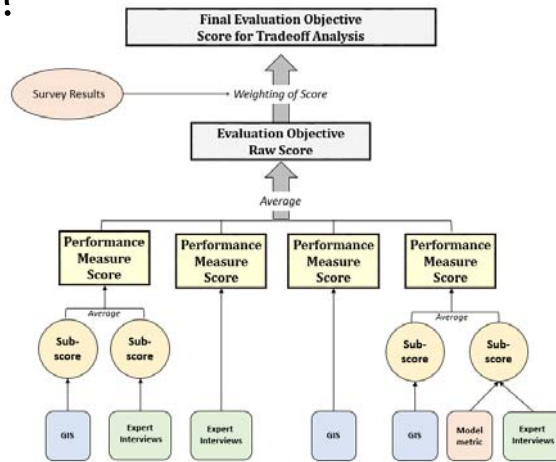 Final Evaluation Objective
Score for Tradeoff Analysis
Survey Results
Weighting of Score
Evaluation Objective
Raw Score
Average
Performance
Measure
Score
Performance
Measure
Score
Performance
Measure
Score
Performance
Measure
Score
Average
Average
Sub-
score
Sub-
score
Sub-
score
Sub-
score
GIS
Expert
Interviews
Expert
Interviews
GIS
GIS
Model
metric
Expert
Interviews